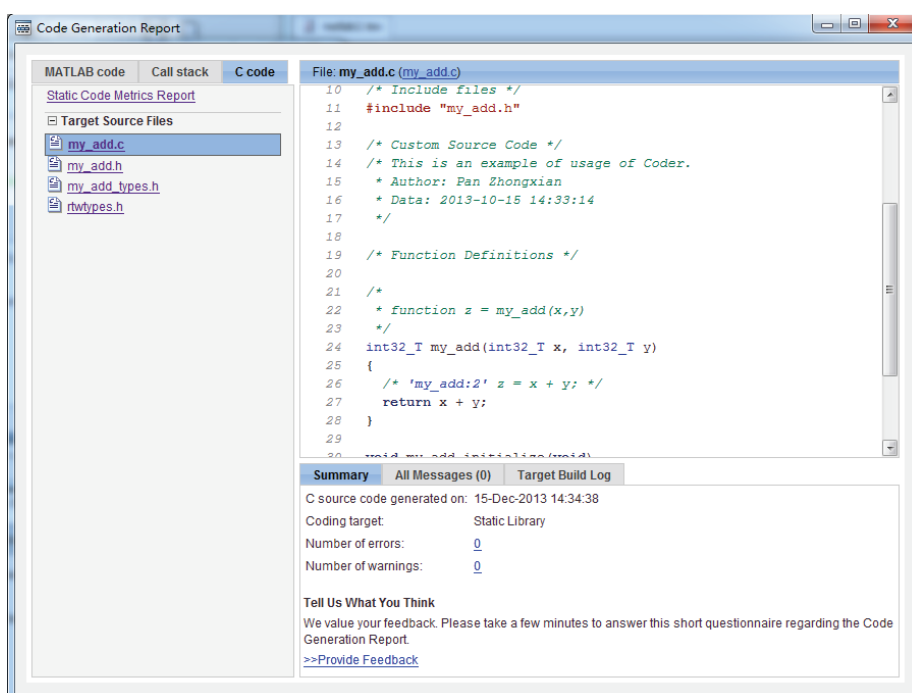 Code Generation Report
MATLAB code Call stack C code
Static Code Metrics Report
Target Source Files
my_add.c
my_add.h
my_add_types.h
rtwtypes.h
File: my_add.c (my_add.c)
10 /* Include files */
11 #include "my_add.h"
12
13 /* Custom Source Code */
14 /* This is an example of usage of Coder.
15 * Author: Pan Zhongxian
16 * Data: 2013-10-15 14:33:14
17 */
18
19 /* Function Definitions */
20
21 /*
22 * function z = my_add(x,y)
23 */
24 int32_T my_add(int32_T x, int32_T y)
25 {
26 /* 'my_add:2' z = x + y; */
27 return x + y;
28 }
29
30 void my_add_initialize(void)
Summary All Messages (0) Target Build Log
C source code generated on: 15-Dec-2013 14:34:38
Coding target: Static Library
Number of errors: 0
Number of warnings: 0
Tell Us What You Think
We value your feedback. Please take a few minutes to answer this short questionnaire regarding the Code
Generation Report.
>>Provide Feedback